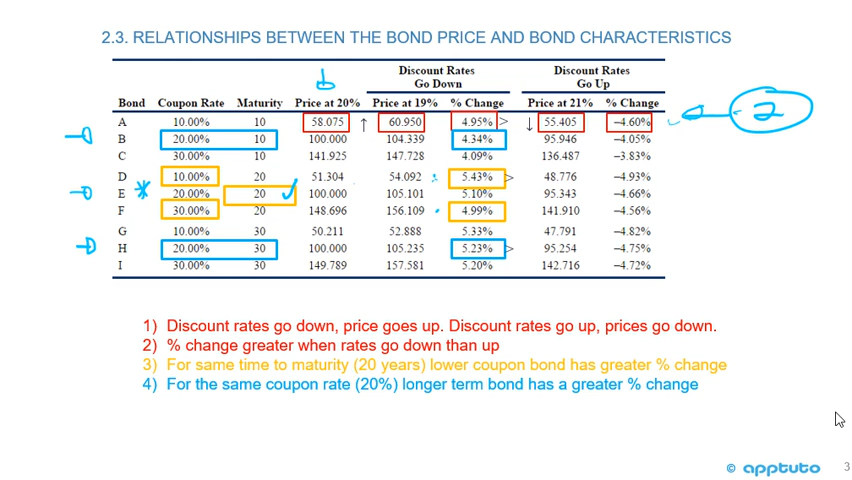 2.3. RELATIONSHIPS BETWEEN THE BOND PRICE AND BOND CHARACTERISTICS
Discount Rates Discount Rates
Go Down Go Up
Bond Coupon Rate Maturity Price at 20% Price at 19% % Change Price at 21% % Change
A 10.00% 10 58.075 ↑ 60.950 4.95% > ↓ 55.405 −4.60% 2
B 20.00% 10 100.000 104.339 4.34% 95.946 −4.05%
C 30.00% 10 141.925 147.728 4.09% 136.487 −3.83%
D 10.00% 20 51.304 54.092 5.43% > 48.776 −4.93%
E 20.00% 20 100.000 105.101 5.10% 95.343 −4.66%
F 30.00% 20 148.696 156.109 4.99% 141.910 −4.56%
G 10.00% 30 50.211 52.888 5.33% 47.791 −4.82%
H 20.00% 30 100.000 105.235 5.23% > 95.254 −4.75%
I 30.00% 30 149.789 157.581 5.20% 142.716 −4.72%
1) Discount rates go down, price goes up. Discount rates go up, prices go down.
2) % change greater when rates go down than up
3) For same time to maturity (20 years) lower coupon bond has greater % change
4) For the same coupon rate (20%) longer term bond has a greater % change
© apptuto 3